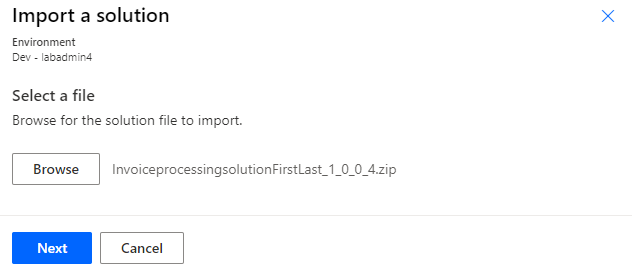 Import a solution
Environment
Dev - labadmin4
Select a file
Browse for the solution file to import.
Browse InvoiceprocessingsolutionFirstLast_1_0_0_4.zip
Next Cancel